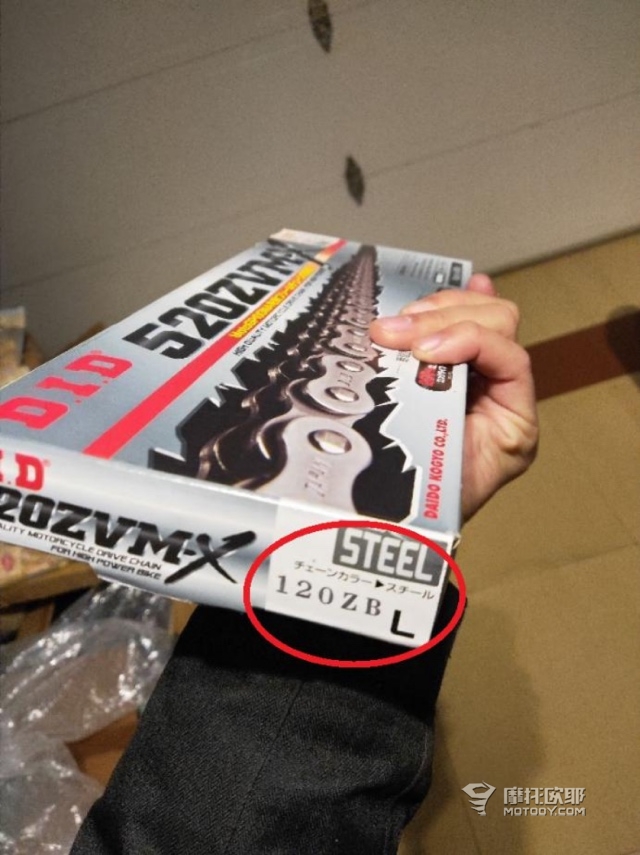 520ZVM-X
D.I.D
DAIDO KOGYO CO.,LTD.
.D
20ZVM-X
ALITY MOTORCYCLE DRIVE CHAIN
FOR HIGH POWER BIKE
STEEL
チェーンカラー▶スチール
120ZB
L
摩托欧耶
MOTOOY.COM